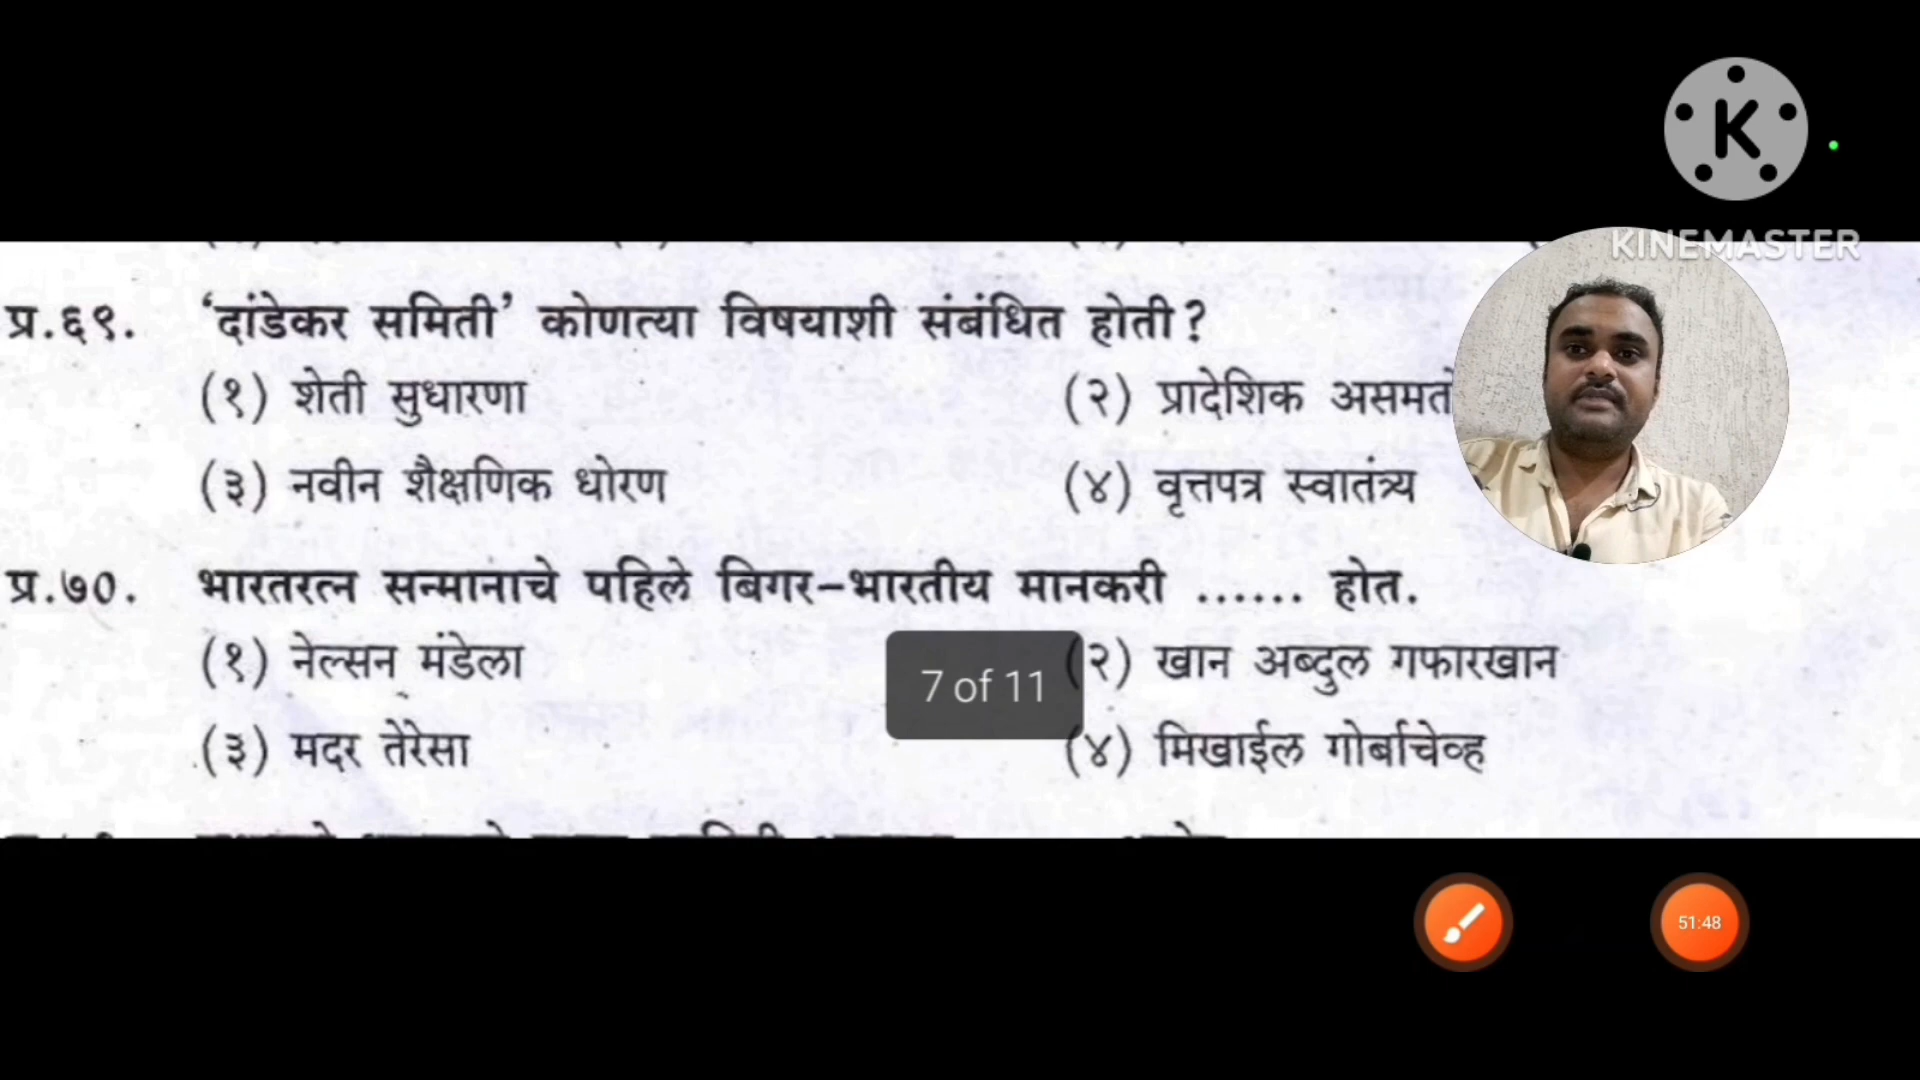 K
KINEMASTER
प्र.६९. 'दांडेकर समिती' कोणत्या विषयाशी संबंधित होती?
(१) शेती सुधारणा (२) प्रादेशिक
(३) नवीन शैक्षणिक धोरण (४) वृत्तपत्र स्वातंत्र्य
प्र.७०. भारतरत्न सन्मानाचे पहिले बिगर-भारतीय मानकरी ...... होत.
(१) नेल्सन मंडेला (२) खान अब्दुल गफारखान
7 of 11
(३) मदर तेरेसा (४) मिखाईल गोर्बाचेव्ह
51:48